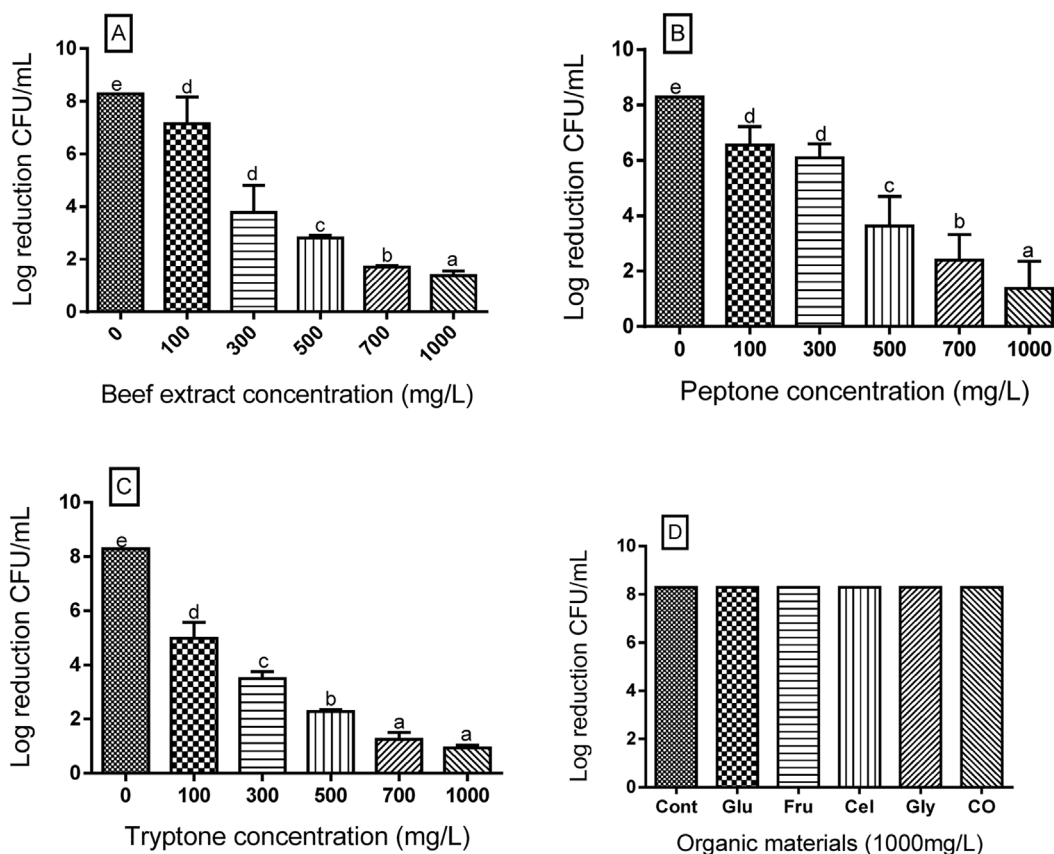 A
Log reduction CFU/mL
10
8
6
4
2
0
e
d
d
c
b
a
0 100 300 500 700 1000
Beef extract concentration (mg/L)
B
Log reduction CFU/mL
10
8
6
4
2
0
e
d
d
c
b
a
0 100 300 500 700 1000
Peptone concentration (mg/L)
C
Log reduction CFU/mL
10
8
6
4
2
0
e
d
c
b
a
a
0 100 300 500 700 1000
Tryptone concentration (mg/L)
D
Log reduction CFU/mL
10
8
6
4
2
0
Cont Glu Fru Cel Gly CO
Organic materials (1000mg/L)